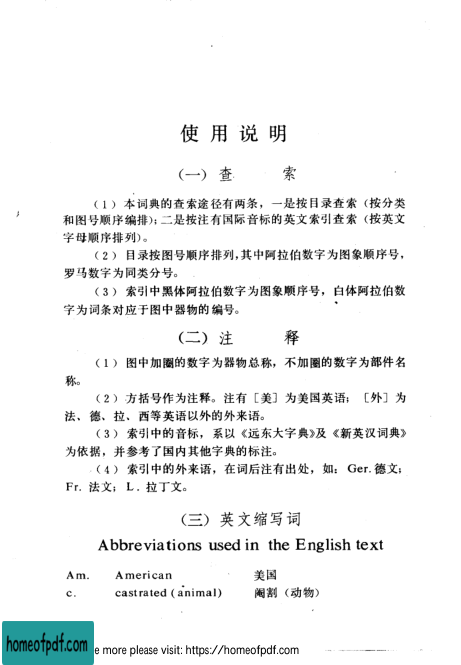 使用说明
(一) 查 索
(1) 本词典的查索途径有两条，一是按目录查索 (按分类
和图号顺序编排)；二是按注有国际音标的英文索引查索 (按英文
字母顺序排列)。
(2) 目录按图号顺序排列，其中阿拉伯数字为图象顺序号，
罗马数字为同类分号。
(3) 索引中黑体阿拉伯数字为图象顺序号，白体阿拉伯数
字为词条对应于图中器物的编号。
(二) 注 释
(1) 图中加圈的数字为器物总称，不加圈的数字为部件名
称。
(2) 方括号作为注释。注有〔美〕为美国英语；〔外〕为
法、德、拉、西等英语以外的外来语。
(3) 索引中的音标，系以《远东大字典》及《新英汉词典》
为依据，并参考了国内其他字典的标注。
(4) 索引中的外来语，在词后注有出处，如：Ger.德文；
Fr. 法文；L. 拉丁文。
(三) 英文缩写词
Abbreviations used in the English text
Am. American 美国
c. castrated (animal) 阉割 (动物)
homeofpdf.com
e more please visit: https://homeofpdf.com